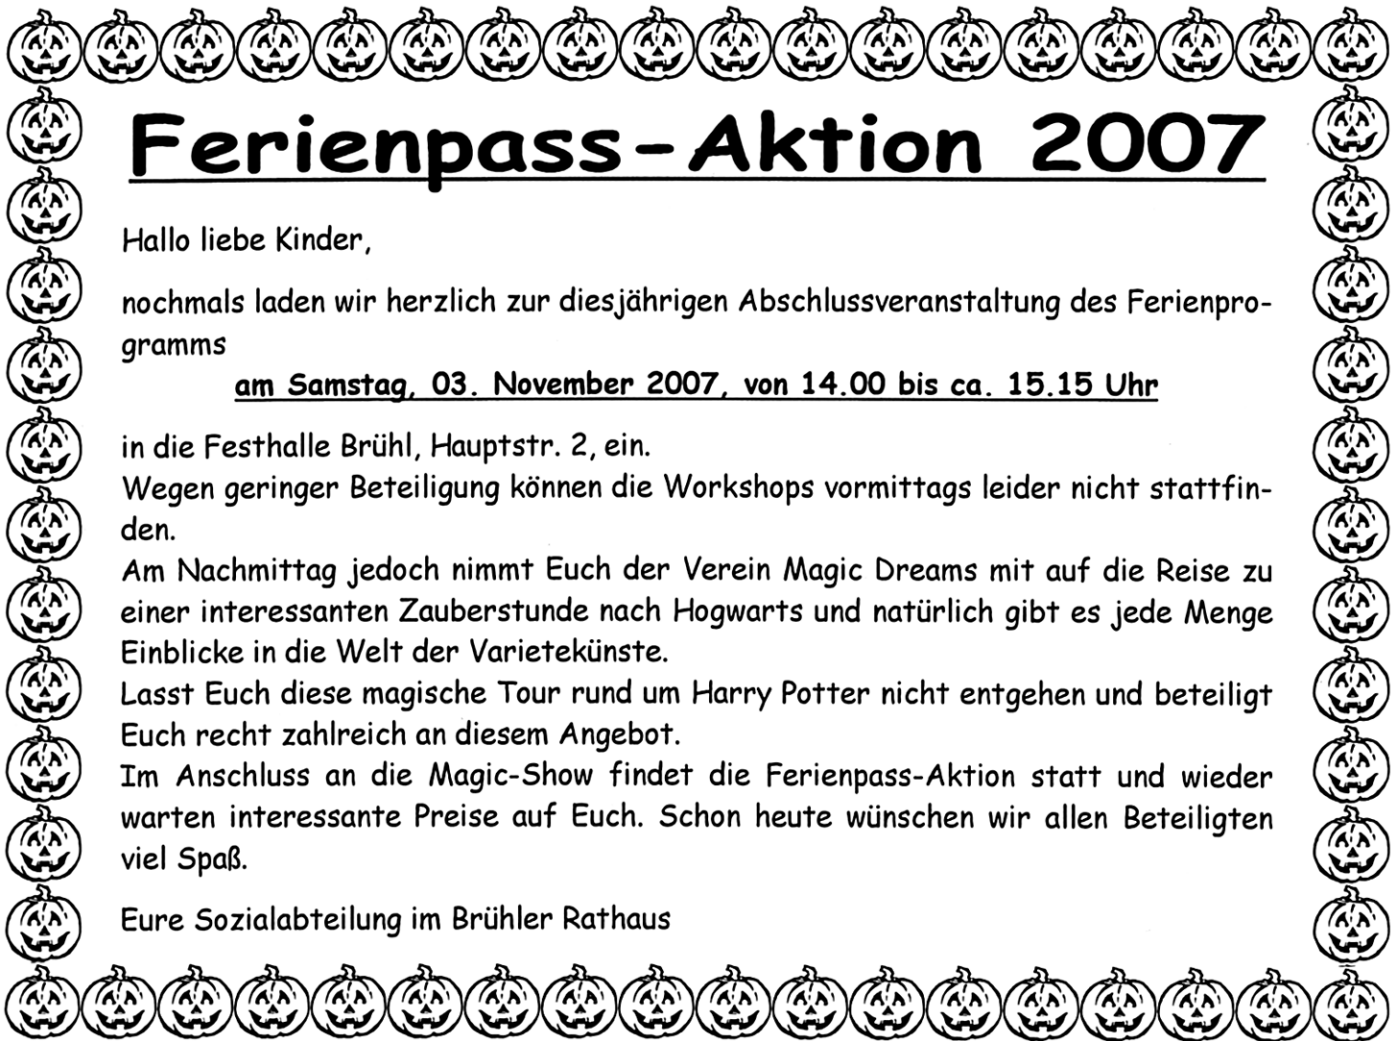 Ferienpass-Aktion 2007
Hallo liebe Kinder,
nochmals laden wir herzlich zur diesjährigen Abschlussveranstaltung des Ferienpro-
gramms
am Samstag, 03. November 2007, von 14.00 bis ca. 15.15 Uhr
in die Festhalle Brühl, Hauptstr. 2, ein.
Wegen geringer Beteiligung können die Workshops vormittags leider nicht stattfin-
den.
Am Nachmittag jedoch nimmt Euch der Verein Magic Dreams mit auf die Reise zu
einer interessanten Zauberstunde nach Hogwarts und natürlich gibt es jede Menge
Einblicke in die Welt der Varietekünste.
Lasst Euch diese magische Tour rund um Harry Potter nicht entgehen und beteiligt
Euch recht zahlreich an diesem Angebot.
Im Anschluss an die Magic-Show findet die Ferienpass-Aktion statt und wieder
warten interessante Preise auf Euch. Schon heute wünschen wir allen Beteiligten
viel Spaß.
Eure Sozialabteilung im Brühler Rathaus